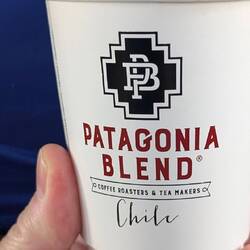 PB
PATAGONIA
BLEND®
COFFEE ROASTERS & TEA MAKERS
Chile